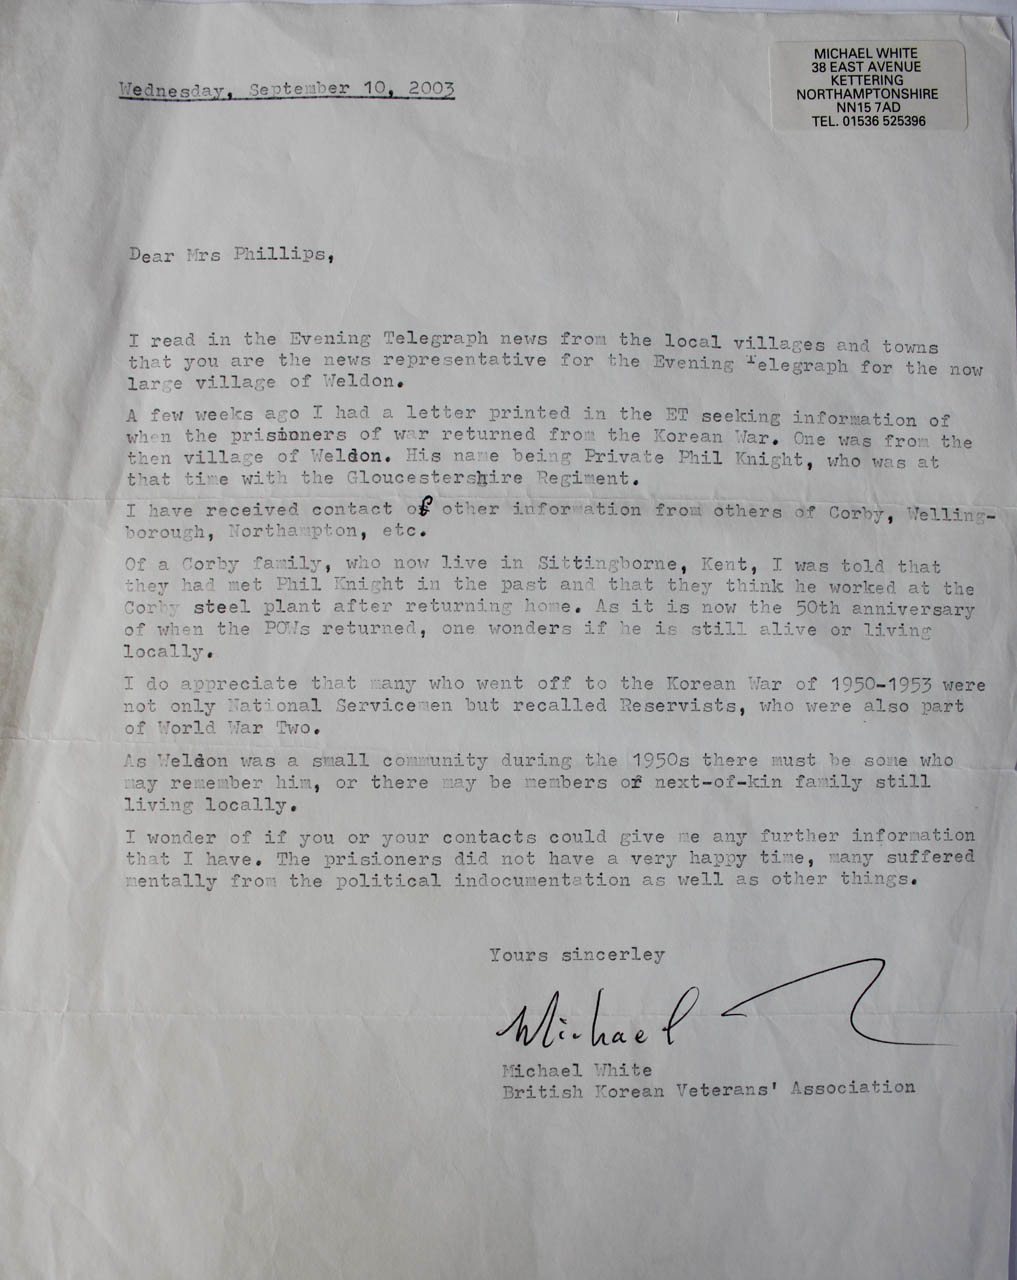 MICHAEL WHITE
38 EAST AVENUE
KETTERING
NORTHAMPTONSHIRE
NN15 7AD
TEL. 01536 525396
Wednesday, September 10, 2003
Dear Mrs Phillips,
I read in the Evening Telegraph news from the local villages and towns
that you are the news representative for the Evening Telegraph for the now
large village of Weldon.
A few weeks ago I had a letter printed in the ET seeking information of
when the prisioners of war returned from the Korean War. One was from the
then village of Weldon. His name being Private Phil Knight, who was at
that time with the Gloucestershire Regiment.
I have received contact of other information from others of Corby, Welling-
borough, Northampton, etc.
Of a Corby family, who now live in Sittingborne, Kent, I was told that
they had met Phil Knight in the past and that they think he worked at the
Corby steel plant after returning home. As it is now the 50th anniversary
of when the POWs returned, one wonders if he is still alive or living
locally.
I do appreciate that many who went off to the Korean War of 1950-1953 were
not only National Servicemen but recalled Reservists, who were also part
of World War Two.
As Weldon was a small community during the 1950s there must be some who
may remember him, or there may be members of next-of-kin family still
living locally.
I wonder of if you or your contacts could give me any further information
that I have. The prisioners did not have a very happy time, many suffered
mentally from the political indocumentation as well as other things.
Yours sincerley
Michael
Michael White
British Korean Veterans' Association